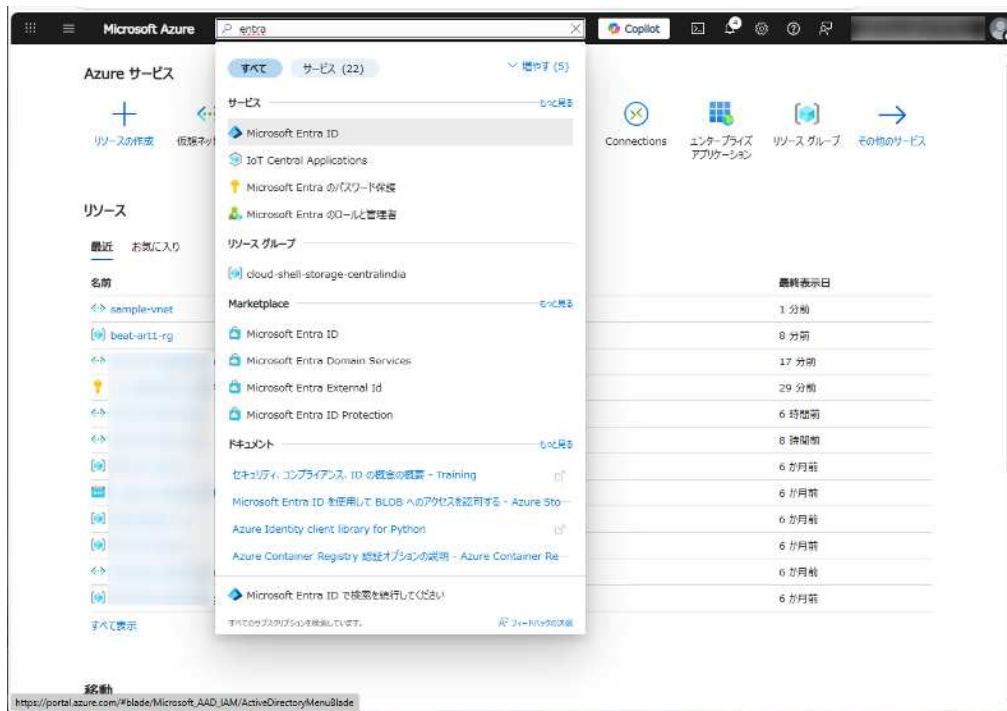 Microsoft Azure
entra
Copilot
4
Azure サービス
リソースの作成
仮想ネッ
Connections
エンタープライズ
アプリケーション
リソース グループ
その他のサービス
すべて
サービス (22)
増やす (5)
サービス
もっと見る
Microsoft Entra ID
IoT Central Applications
Microsoft Entra のパスワード保護
Microsoft Entra のロールと管理者
リソース グループ
cloud-shell-storage-centralindia
Marketplace
もっと見る
Microsoft Entra ID
Microsoft Entra Domain Services
Microsoft Entra External Id
Microsoft Entra ID Protection
ドキュメント
もっと見る
セキュリティ、コンプライアンス、ID の概念の概要 - Training
Microsoft Entra ID を使用して BLOB へのアクセスを認可する - Azure Sto…
Azure Identity client library for Python
Azure Container Registry 認証オプションの説明 - Azure Container Re…
Microsoft Entra ID で検索を続行してください
すべてのサブスクリプションを検索しています。
フィードバックの送信
リソース
最近
お気に入り
名前
最終表示日
sample-vnet
1 分前
beat-art1-rg
8 分前
17 分前
29 分前
6 時間前
8 時間前
6 か月前
6 か月前
6 か月前
6 か月前
6 か月前
6 か月前
すべて表示
移動
https://portal.azure.com/#blade/Microsoft_AAD_IAM/ActiveDirectoryMenuBlade